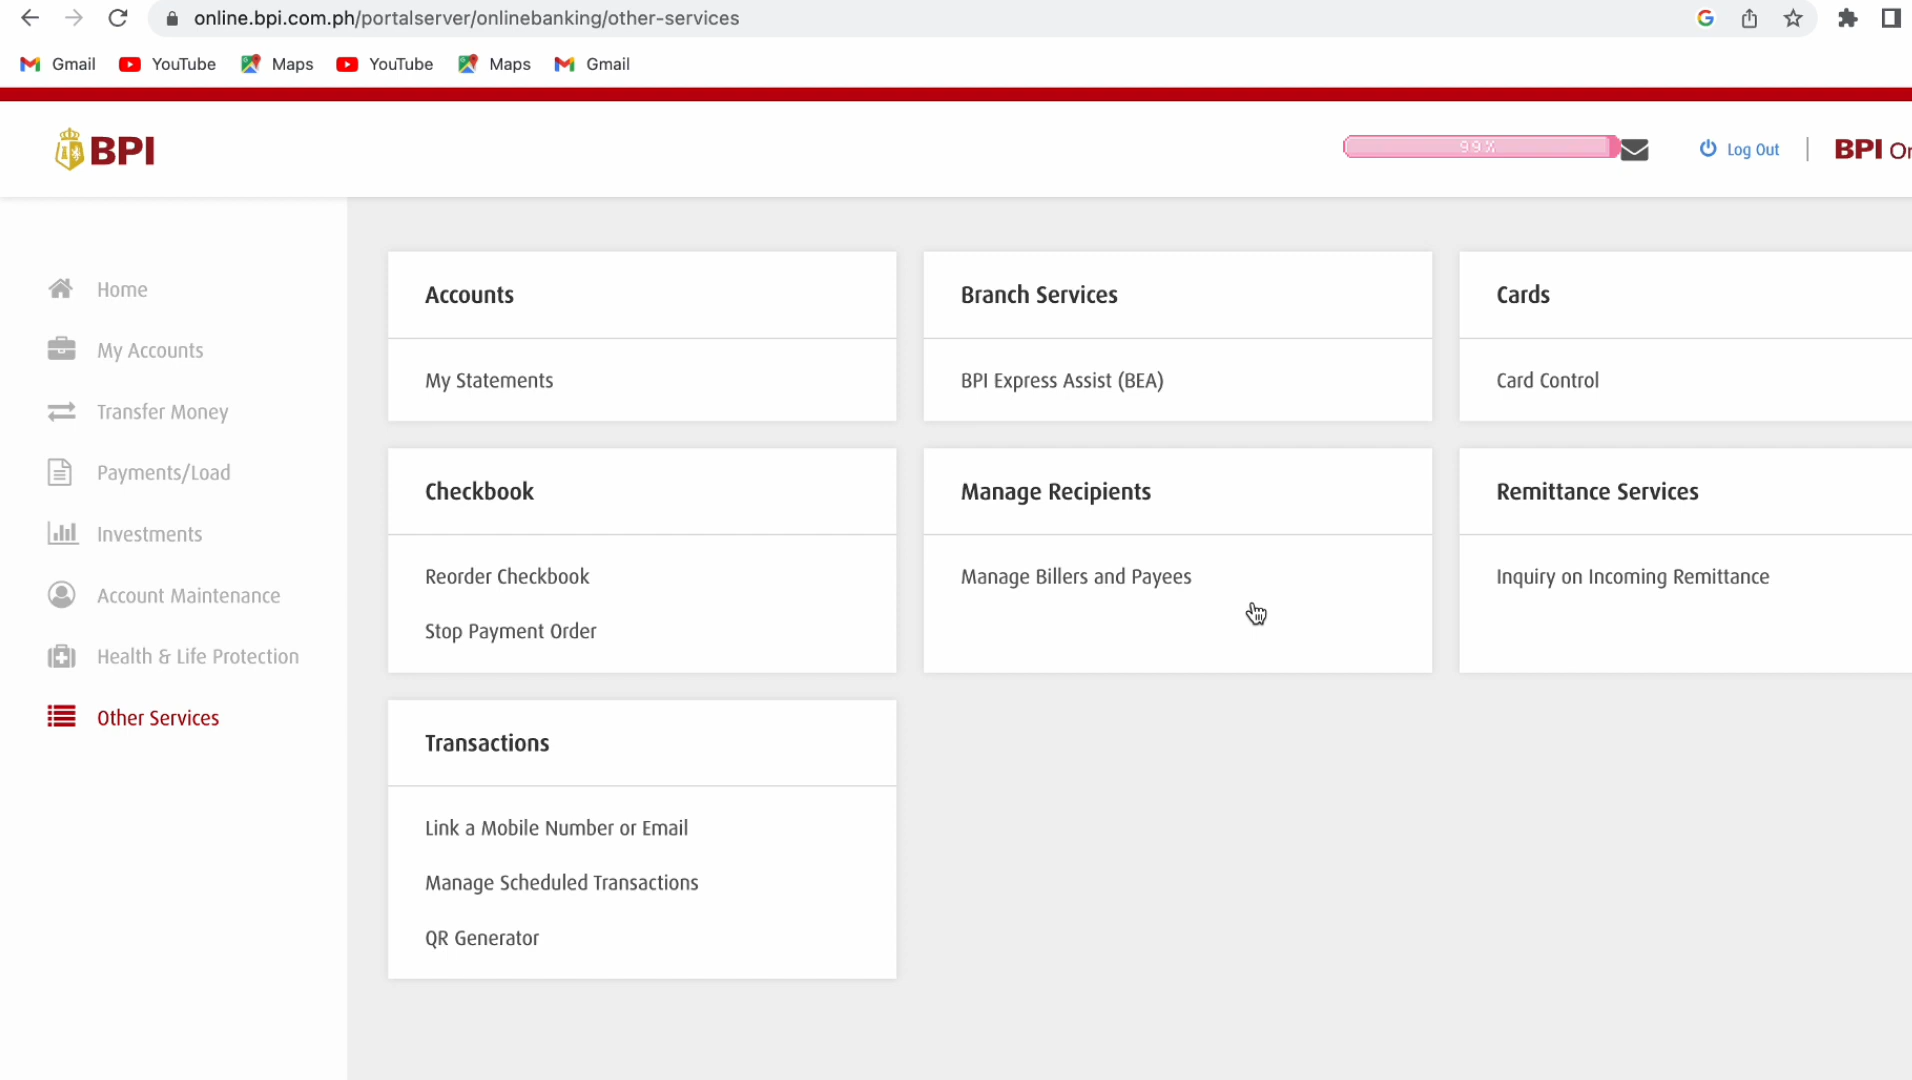 online.bpi.com.ph/portalserver/onlinebanking/other-services
Gmail YouTube Maps YouTube Maps Gmail
BPI
99%
Log Out
BPI On
Home
My Accounts
Transfer Money
Payments/Load
Investments
Account Maintenance
Health & Life Protection
Other Services
Accounts
My Statements
Branch Services
BPI Express Assist (BEA)
Cards
Card Control
Checkbook
Reorder Checkbook
Stop Payment Order
Manage Recipients
Manage Billers and Payees
Remittance Services
Inquiry on Incoming Remittance
Transactions
Link a Mobile Number or Email
Manage Scheduled Transactions
QR Generator